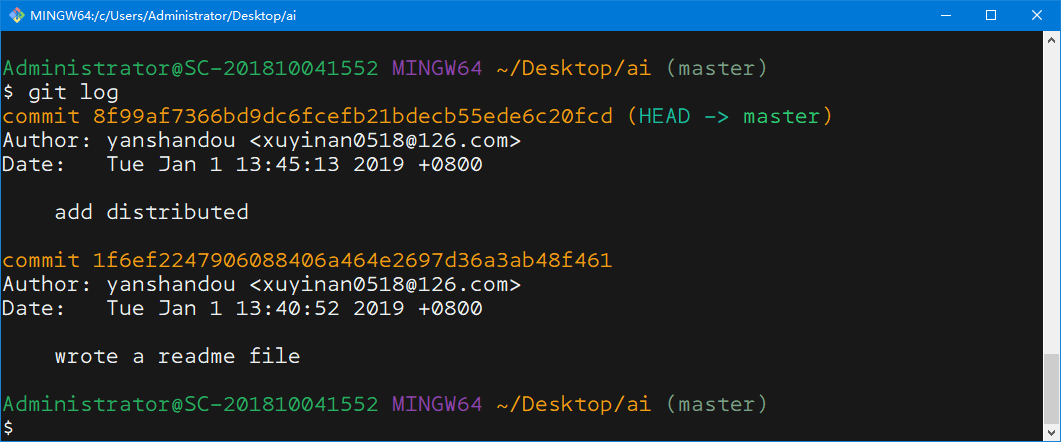 MINGW64:/c/Users/Administrator/Desktop/ai
Administrator@SC-201810041552 MINGW64 ~/Desktop/ai (master)
$ git log
commit 8f99af7366bd9dc6fcefb21bdecb55ede6c20fcd (HEAD -> master)
Author: yanshandou <xuyinan0518@126.com>
Date:   Tue Jan 1 13:45:13 2019 +0800
    add distributed
commit 1f6ef2247906088406a464e2697d36a3ab48f461
Author: yanshandou <xuyinan0518@126.com>
Date:   Tue Jan 1 13:40:52 2019 +0800
    wrote a readme file
Administrator@SC-201810041552 MINGW64 ~/Desktop/ai (master)
$